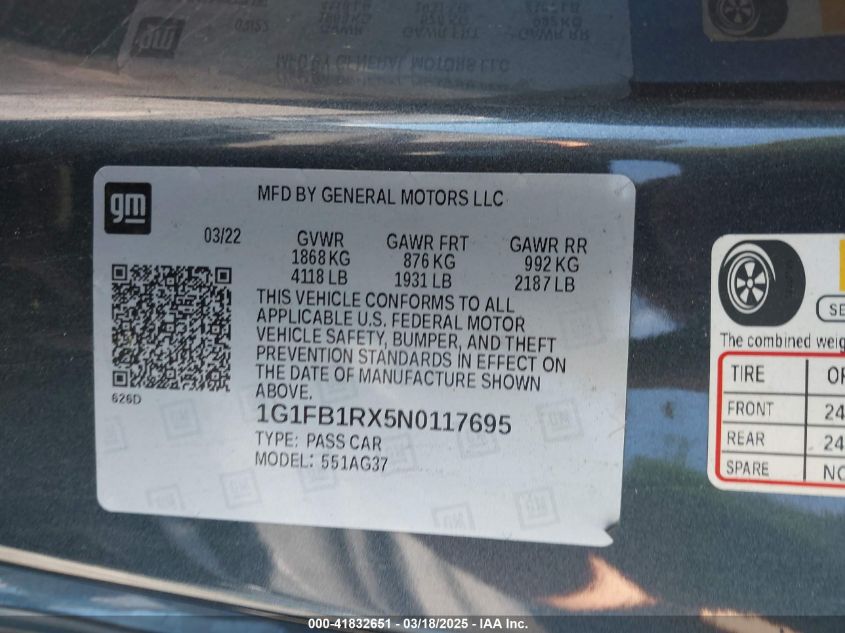 gm
MFD BY GENERAL MOTORS LLC
03/22
GVWR GAWR FRT GAWR RR
1868 KG 876 KG 992 KG
4118 LB 1931 LB 2187 LB
THIS VEHICLE CONFORMS TO ALL
APPLICABLE U.S. FEDERAL MOTOR
VEHICLE SAFETY, BUMPER, AND THEFT
PREVENTION STANDARDS IN EFFECT ON
THE DATE OF MANUFACTURE SHOWN
ABOVE.
626D
1G1FB1RX5N0117695
TYPE: PASS CAR
MODEL: 551AG37
The combined
TIRE
FRONT 24
REAR 24
SPARE
000-41832651 - 03/18/2025 - IAA Inc.